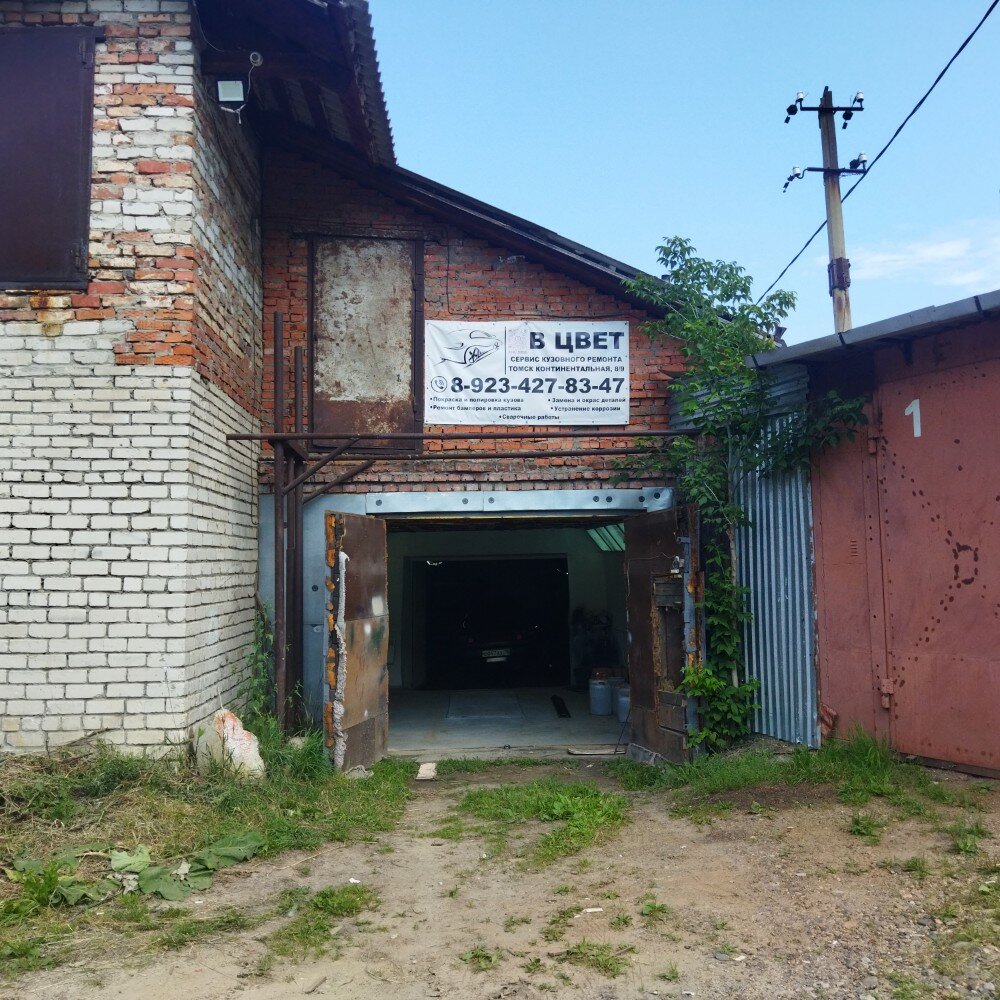 В ЦВЕТ
СЕРВИС КУЗОВНОГО РЕМОНТА
ТОМСК КОНТИНЕНТАЛЬНАЯ, 8/9
8-923-427-83-47
•Покраска и полировка кузова •Замена и окрас деталей
•Ремонт бамперов и пластика •Устранение коррозии
•Сварочные работы
1